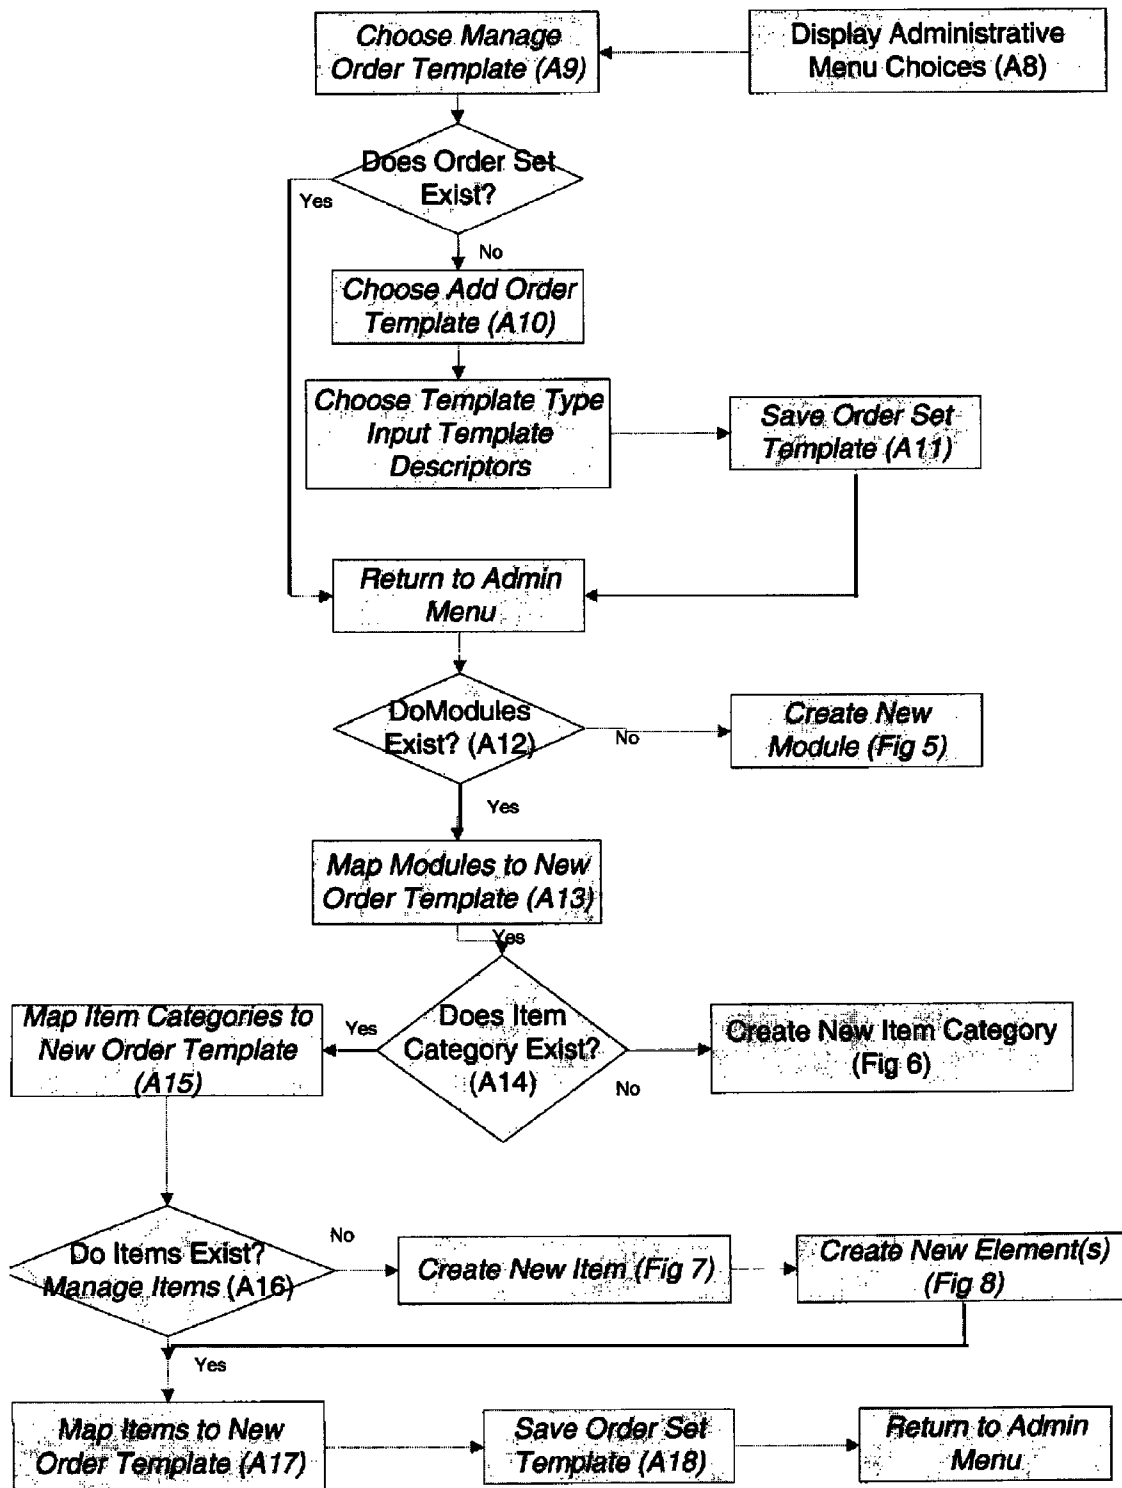 Choose Manage
Order Template (A9)
Display Administrative
Menu Choices (A8)
Does Order Set
Exist?
Yes
No
Choose Add Order
Template (A10)
Choose Template Type
Input Template
Descriptors
Save Order Set
Template (A11)
Return to Admin
Menu
DoModules
Exist? (A12)
No
Create New
Module (Fig 5)
Yes
Map Modules to New
Order Template (A13)
Yes
Map Item Categories to
New Order Template
(A15)
Yes
Does Item
Category Exist?
(A14)
No
Create New Item Category
(Fig 6)
Do Items Exist?
Manage Items (A16)
No
Create New Item (Fig 7)
Create New Element(s)
(Fig 8)
Yes
Map Items to New
Order Template (A17)
Save Order Set
Template (A18)
Return to Admin
Menu